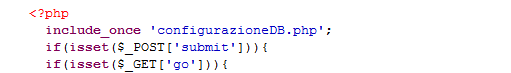 <?php
include_once 'configurazioneDB.php';
if(isset($_POST['submit'])){
if(isset($_GET['go'])){